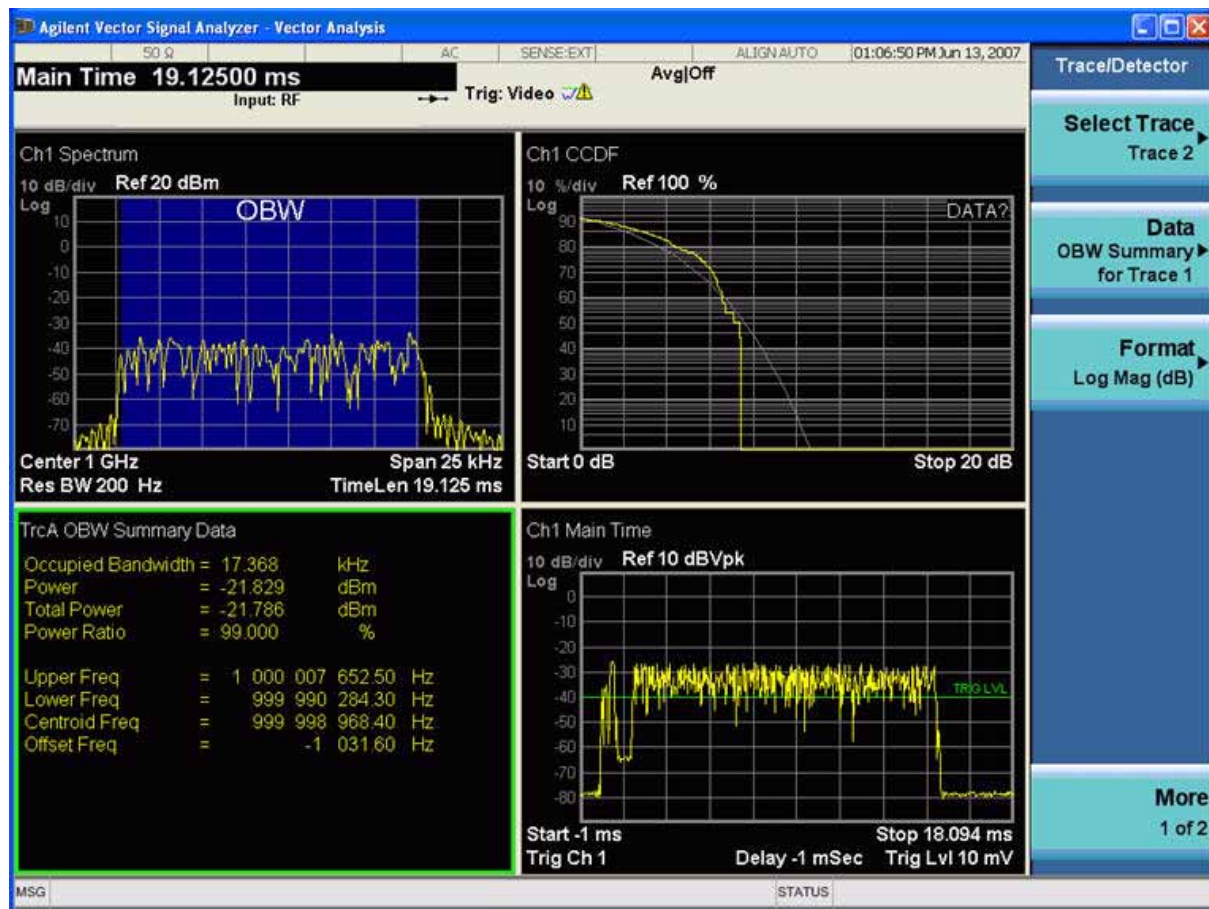 Agilent Vector Signal Analyzer - Vector Analysis
50 Ω AC SENSE:EXT ALIGN AUTO 01:06:50 PM Jun 13, 2007
Main Time 19.12500 ms
Avg|Off
Input: RF
Trig: Video
Trace/Detector
Select Trace
Trace 2
Data
OBW Summary
for Trace 1
Format
Log Mag (dB)
More
1 of 2
Ch1 Spectrum
10 dB/div Ref 20 dBm
Log
OBW
10
0
-10
-20
-30
-40
-50
-60
-70
Center 1 GHz Span 25 kHz
Res BW 200 Hz TimeLen 19.125 ms
Ch1 CCDF
10 %/div Ref 100 %
Log
DATA?
90
80
70
60
50
40
30
20
10
Start 0 dB Stop 20 dB
TrcA OBW Summary Data
Occupied Bandwidth = 17.368 kHz
Power = -21.829 dBm
Total Power = -21.786 dBm
Power Ratio = 99.000 %
Upper Freq = 1 000 007 652.50 Hz
Lower Freq = 999 990 284.30 Hz
Centroid Freq = 999 998 968.40 Hz
Offset Freq = -1 031.60 Hz
Ch1 Main Time
10 dB/div Ref 10 dBVpk
Log
0
-10
-20
-30
-40
-50
-60
-70
-80
TRIG LVL
Start -1 ms Stop 18.094 ms
Trig Ch 1 Delay -1 mSec Trig Lvl 10 mV
MSG STATUS